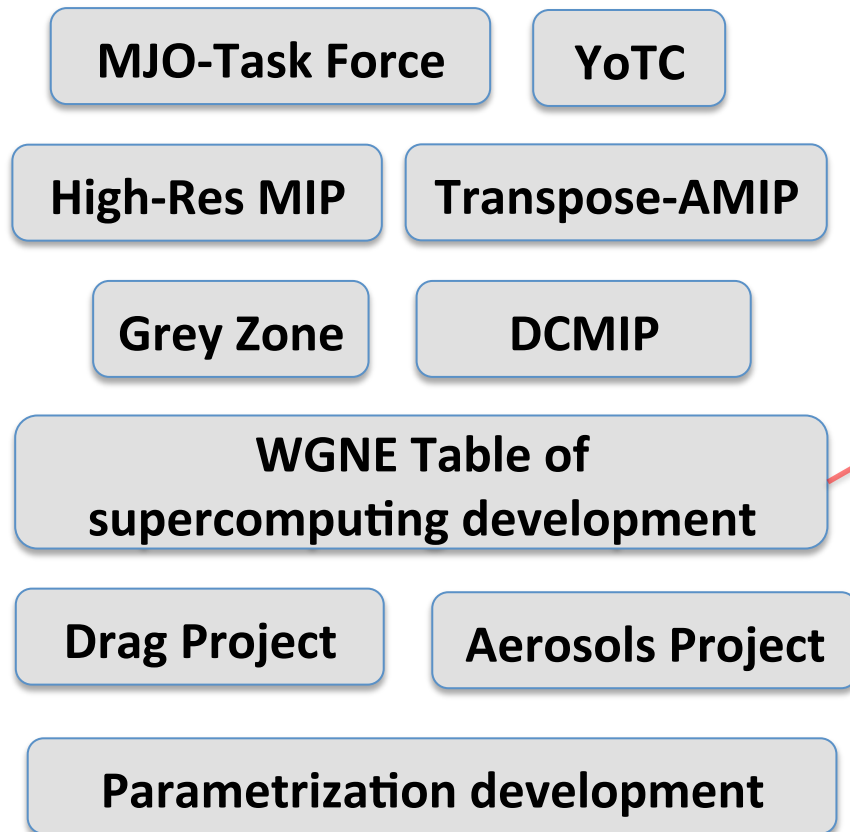 MJO-Task Force
YoTC
High-Res MIP
Transpose-AMIP
Grey Zone
DCMIP
WGNE Table of
supercomputing development
Drag Project
Aerosols Project
Parametrization development